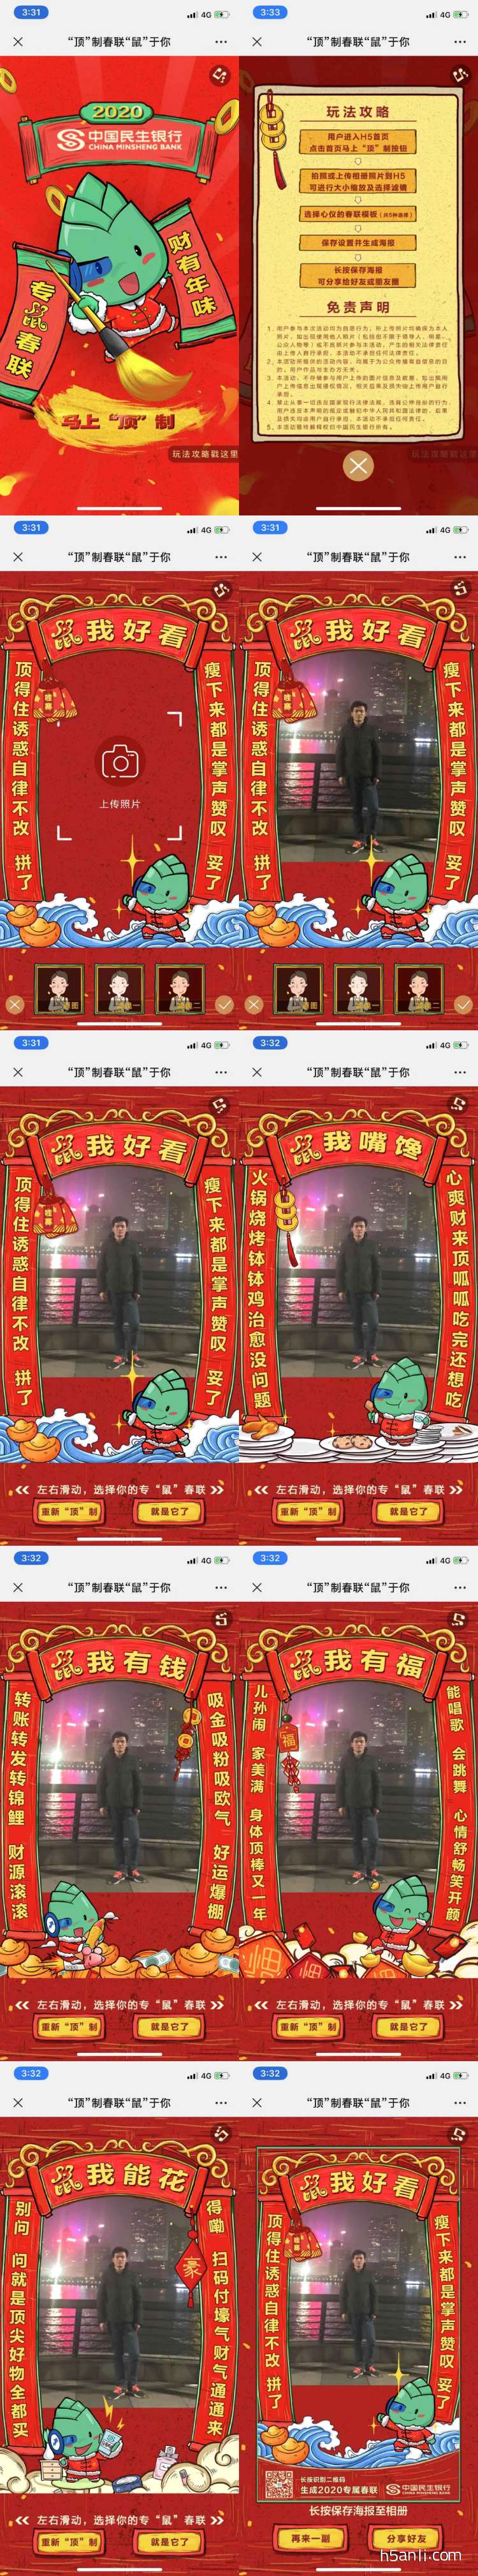 3:31
4G
“顶”制春联“鼠”于你
2020
中国民生银行
CHINA MINSHENG BANK
财有年味
专鼠春联
马上“顶”制
玩法攻略戳这里
3:33
4G
“顶”制春联“鼠”于你
玩法攻略
用户进入H5首页
点击首页马上“顶”制按钮
拍照或上传相册照片到H5
可进行大小缩放及选择滤镜
选择心仪的春联模板（共5种选择）
保存设置并生成海报
长按保存海报
可分享给好友或朋友圈
免责声明
玩法攻略戳这里
3:31
4G
“顶”制春联“鼠”于你
鼠我好看
顶得住诱惑自律不改 拼了
瘦下来都是掌声赞叹 妥了
上传照片
3:31
4G
“顶”制春联“鼠”于你
鼠我好看
顶得住诱惑自律不改 拼了
瘦下来都是掌声赞叹 妥了
3:31
4G
“顶”制春联“鼠”于你
鼠我好看
顶得住诱惑自律不改 拼了
瘦下来都是掌声赞叹 妥了
<< 左右滑动，选择你的专“鼠”春联 >>
重新“顶”制
就是它了
3:32
4G
“顶”制春联“鼠”于你
鼠我嘴馋
火锅烧烤钵钵鸡治愈没问题
心爽财来顶呱呱吃完还想吃
<< 左右滑动，选择你的专“鼠”春联 >>
重新“顶”制
就是它了
3:32
4G
“顶”制春联“鼠”于你
鼠我有钱
转账转发转锦鲤 财源滚滚
吸金吸粉吸欧气 好运爆棚
<< 左右滑动，选择你的专“鼠”春联 >>
重新“顶”制
就是它了
3:32
4G
“顶”制春联“鼠”于你
鼠我有福
儿孙闹 家美满 身体顶棒又一年
能唱歌 会跳舞 心情舒畅笑开颜
福
<< 左右滑动，选择你的专“鼠”春联 >>
重新“顶”制
就是它了
3:32
4G
“顶”制春联“鼠”于你
鼠我能花
别问 问就是顶尖好物全都买
得嘞 扫码付壕气财气通通来
豪
<< 左右滑动，选择你的专“鼠”春联 >>
重新“顶”制
就是它了
3:32
4G
“顶”制春联“鼠”于你
鼠我好看
顶得住诱惑自律不改 拼了
瘦下来都是掌声赞叹 妥了
长按识别二维码
生成2020专属春联
中国民生银行
CHINA MINSHENG BANK
长按保存海报至相册
再来一副
分享好友
h5anli.com